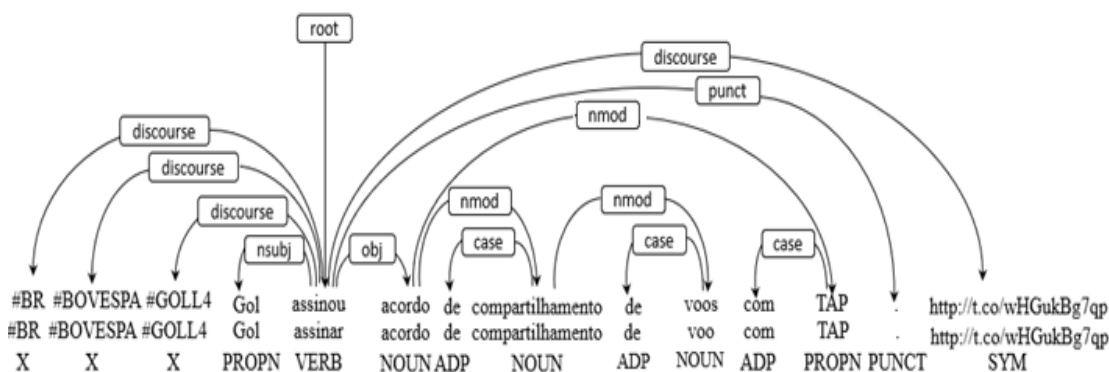 root
discourse
punct
nmod
discourse
discourse
discourse
nmod
nmod
nsubj
obj
case
case
case
#BR #BOVESPA #GOLL4 Gol assinou acordo de compartilhamento de voos com TAP . http://t.co/wHGukBg7qp
#BR #BOVESPA #GOLL4 Gol assinar acordo de compartilhamento de voo com TAP . http://t.co/wHGukBg7qp
X X X PROPN VERB NOUN ADP NOUN ADP NOUN ADP PROPN PUNCT SYM